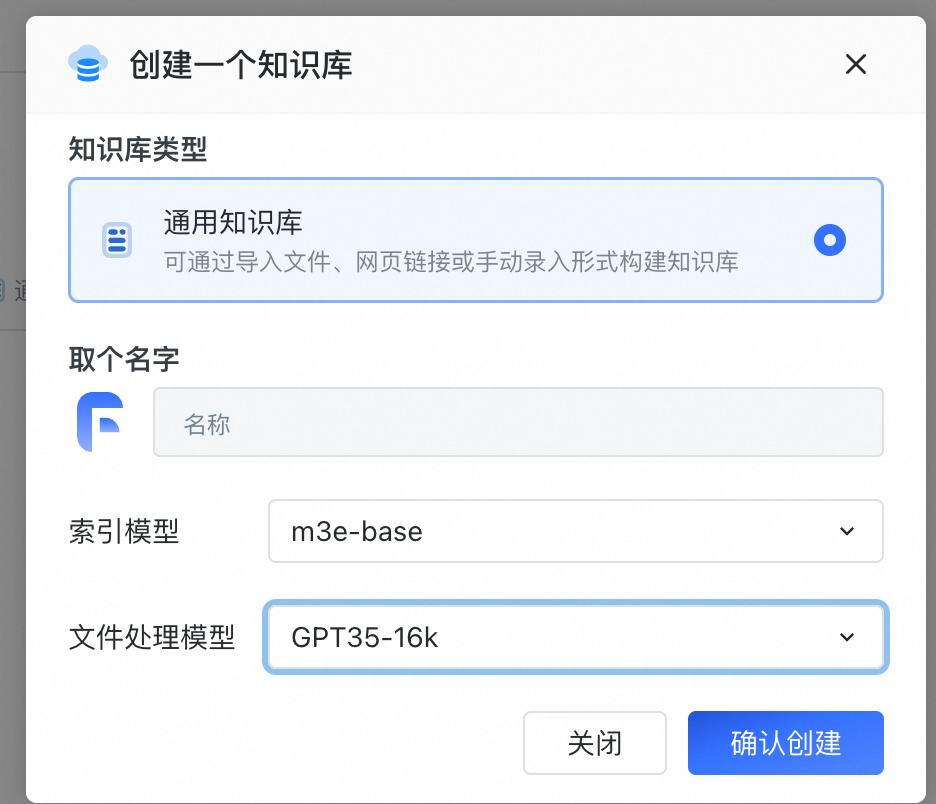 创建一个知识库
知识库类型
通用知识库
可通过导入文件、网页链接或手动录入形式构建知识库
取个名字
名称
索引模型
m3e-base
文件处理模型
GPT35-16k
关闭
确认创建